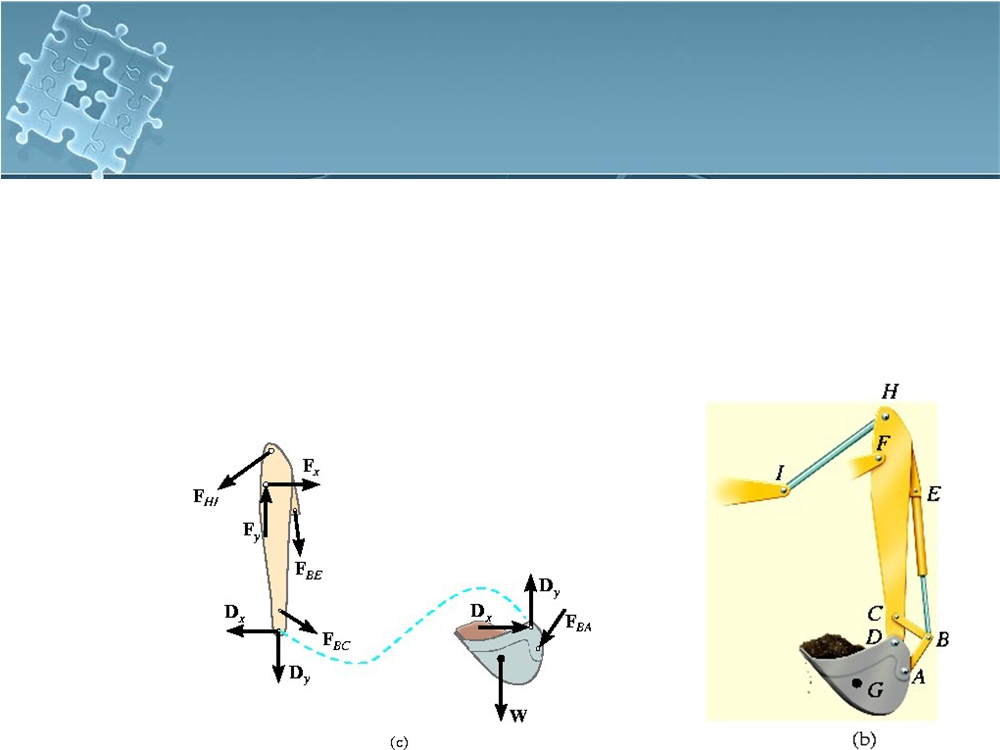 H
F
I
E
C
D
B
A
G
(b)
F_x
F_HI
F_y
F_BE
D_x
F_BC
D_y
D_y
D_x
F_BA
W
(c)